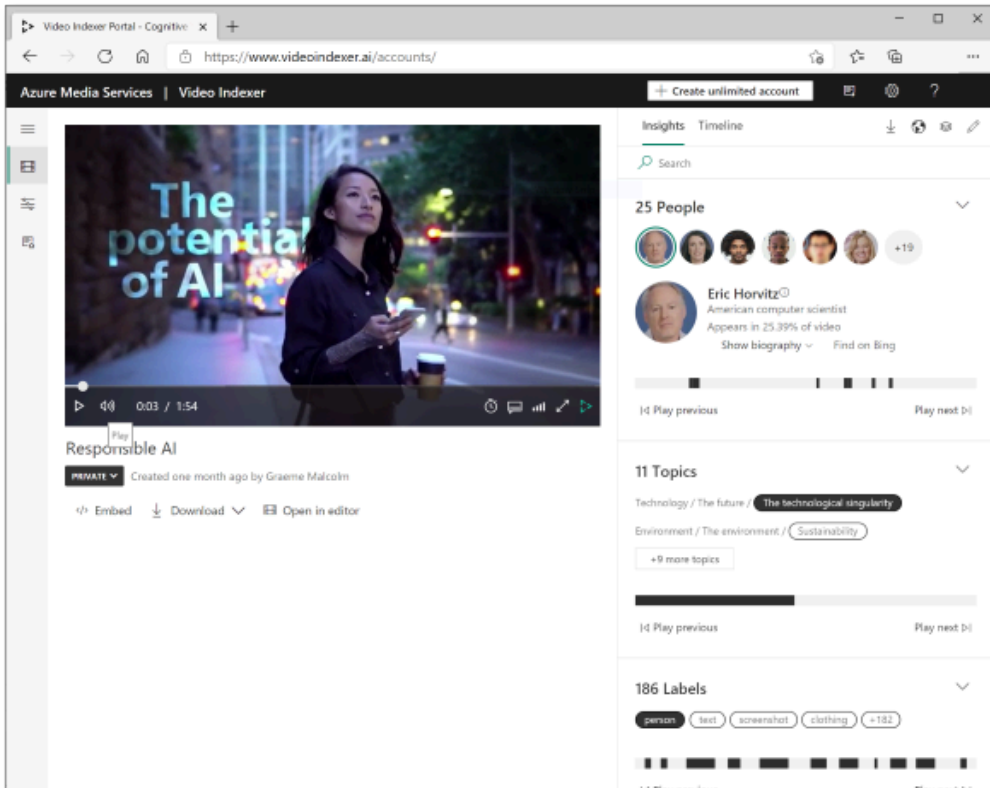 Video Indexer Portal - Cognitive
https://www.videoindexer.ai/accounts/
Azure Media Services | Video Indexer
+ Create unlimited account
?
The
potential
of AI
0:03 / 1:54
Play
Responsible AI
PRIVATE
Created one month ago by Graeme Malcolm
</> Embed
Download
Open in editor
Insights
Timeline
Search
25 People
+19
Eric Horvitz
American computer scientist
Appears in 25.39% of video
Show biography
Find on Bing
Play previous
Play next
11 Topics
Technology / The future / The technological singularity
Environment / The environment / Sustainability
+9 more topics
Play previous
Play next
186 Labels
person
text
screenshot
clothing
+182